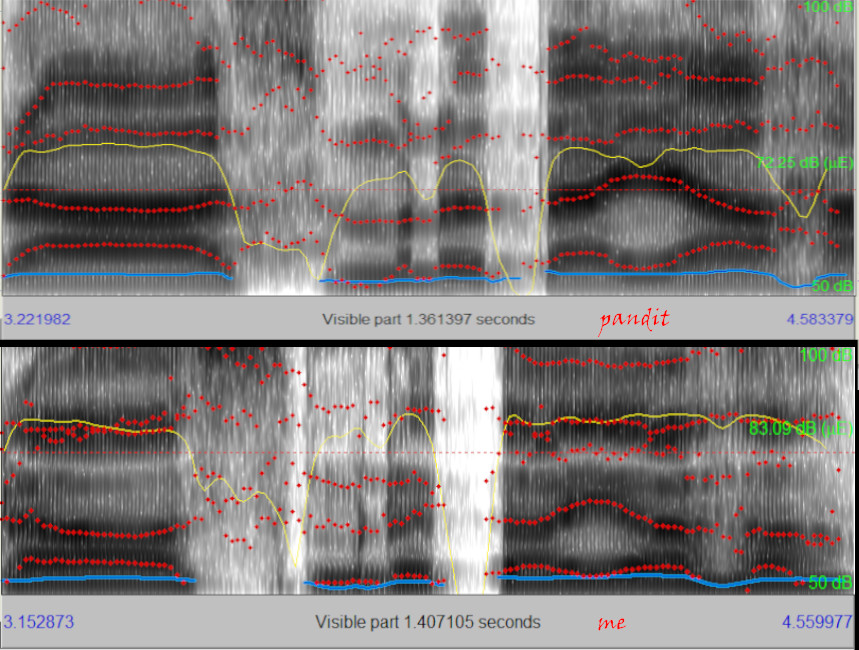 100 dB
72.25 dB (µE)
50 dB
3.221982 Visible part 1.361397 seconds pandit 4.583379
100 dB
83.09 dB (µE)
50 dB
3.152873 Visible part 1.407105 seconds me 4.559977